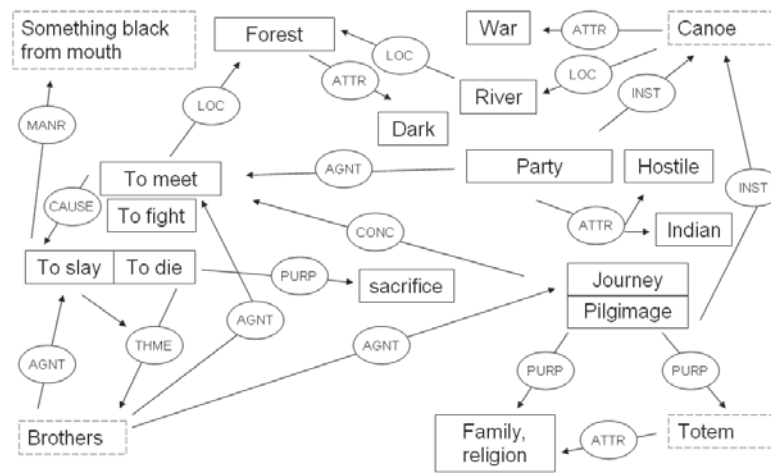 Something black
from mouth
Forest
War
ATTR
Canoe
LOC
LOC
ATTR
River
INST
MANR
LOC
Dark
To meet
AGNT
Party
Hostile
INST
CAUSE
To fight
CONC
ATTR
Indian
To slay
To die
PURP
sacrifice
Journey
Pilgimage
AGNT
THME
AGNT
AGNT
PURP
PURP
Brothers
Family,
religion
ATTR
Totem